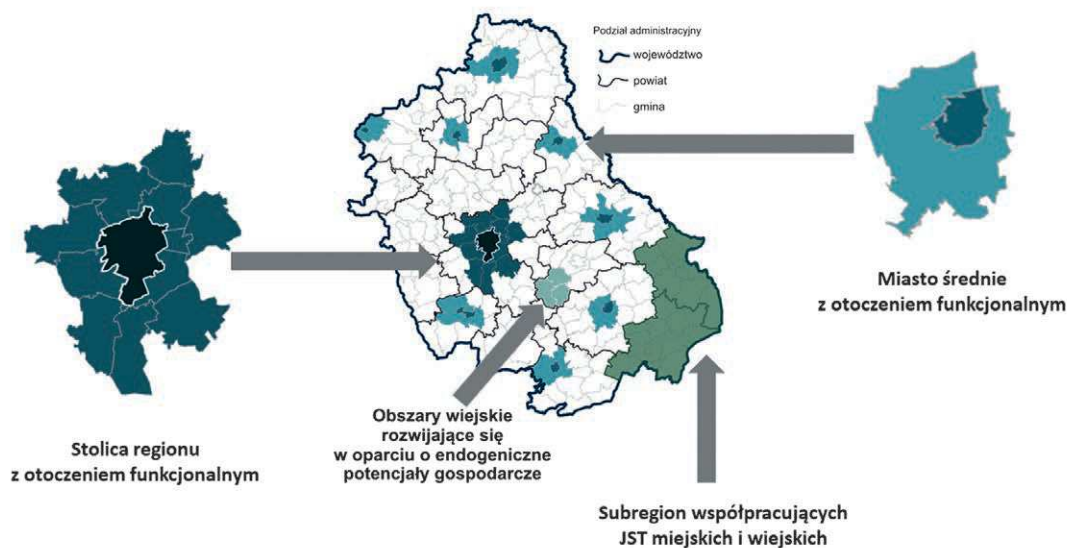 Podział administracyjny
województwo
powiat
gmina
Miasto średnie
z otoczeniem funkcjonalnym
Stolica regionu
z otoczeniem funkcjonalnym
Obszary wiejskie
rozwijające się
w oparciu o endogeniczne
potencjały gospodarcze
Subregion współpracujących
JST miejskich i wiejskich